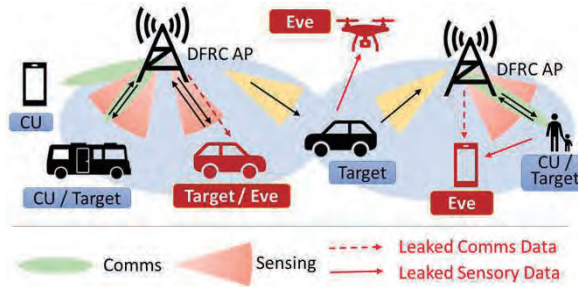 Eve
DFRC AP
DFRC AP
CU
CU / Target
Target / Eve
Target
Eve
CU /
Target
Comms
Sensing
Leaked Comms Data
Leaked Sensory Data